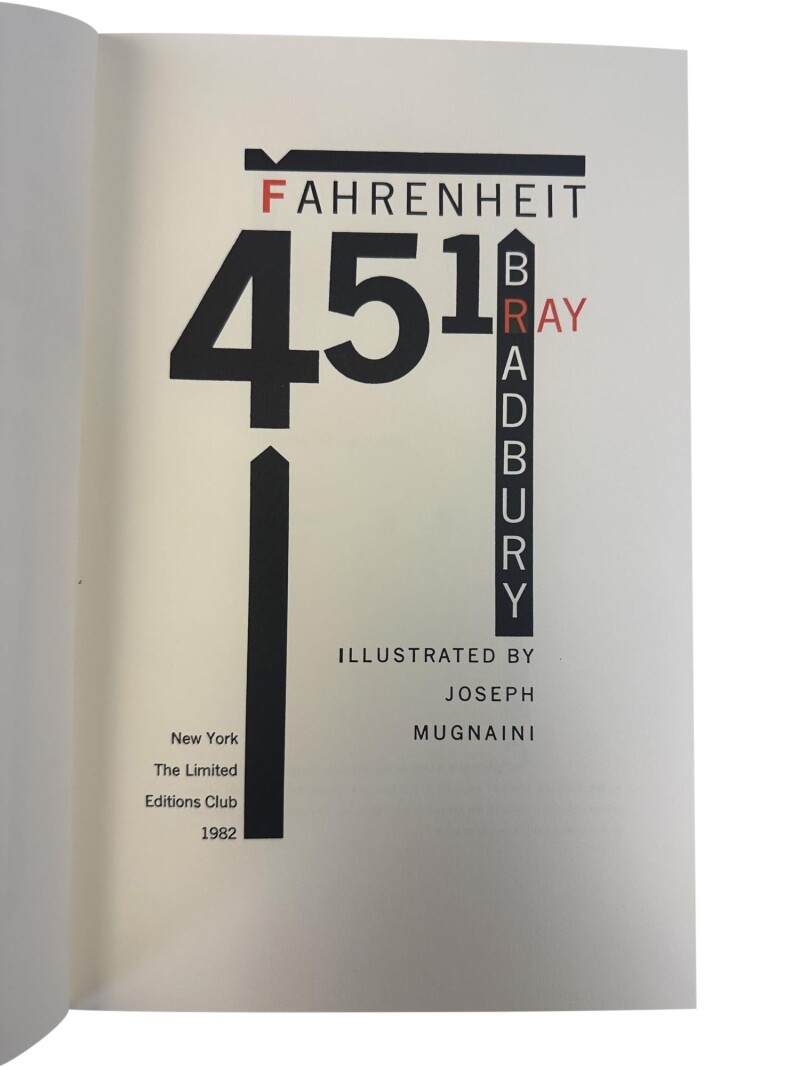 FAHRENHEIT
451
RAY
BRADBURY
ILLUSTRATED BY
JOSEPH
MUGNAINI
New York
The Limited
Editions Club
1982